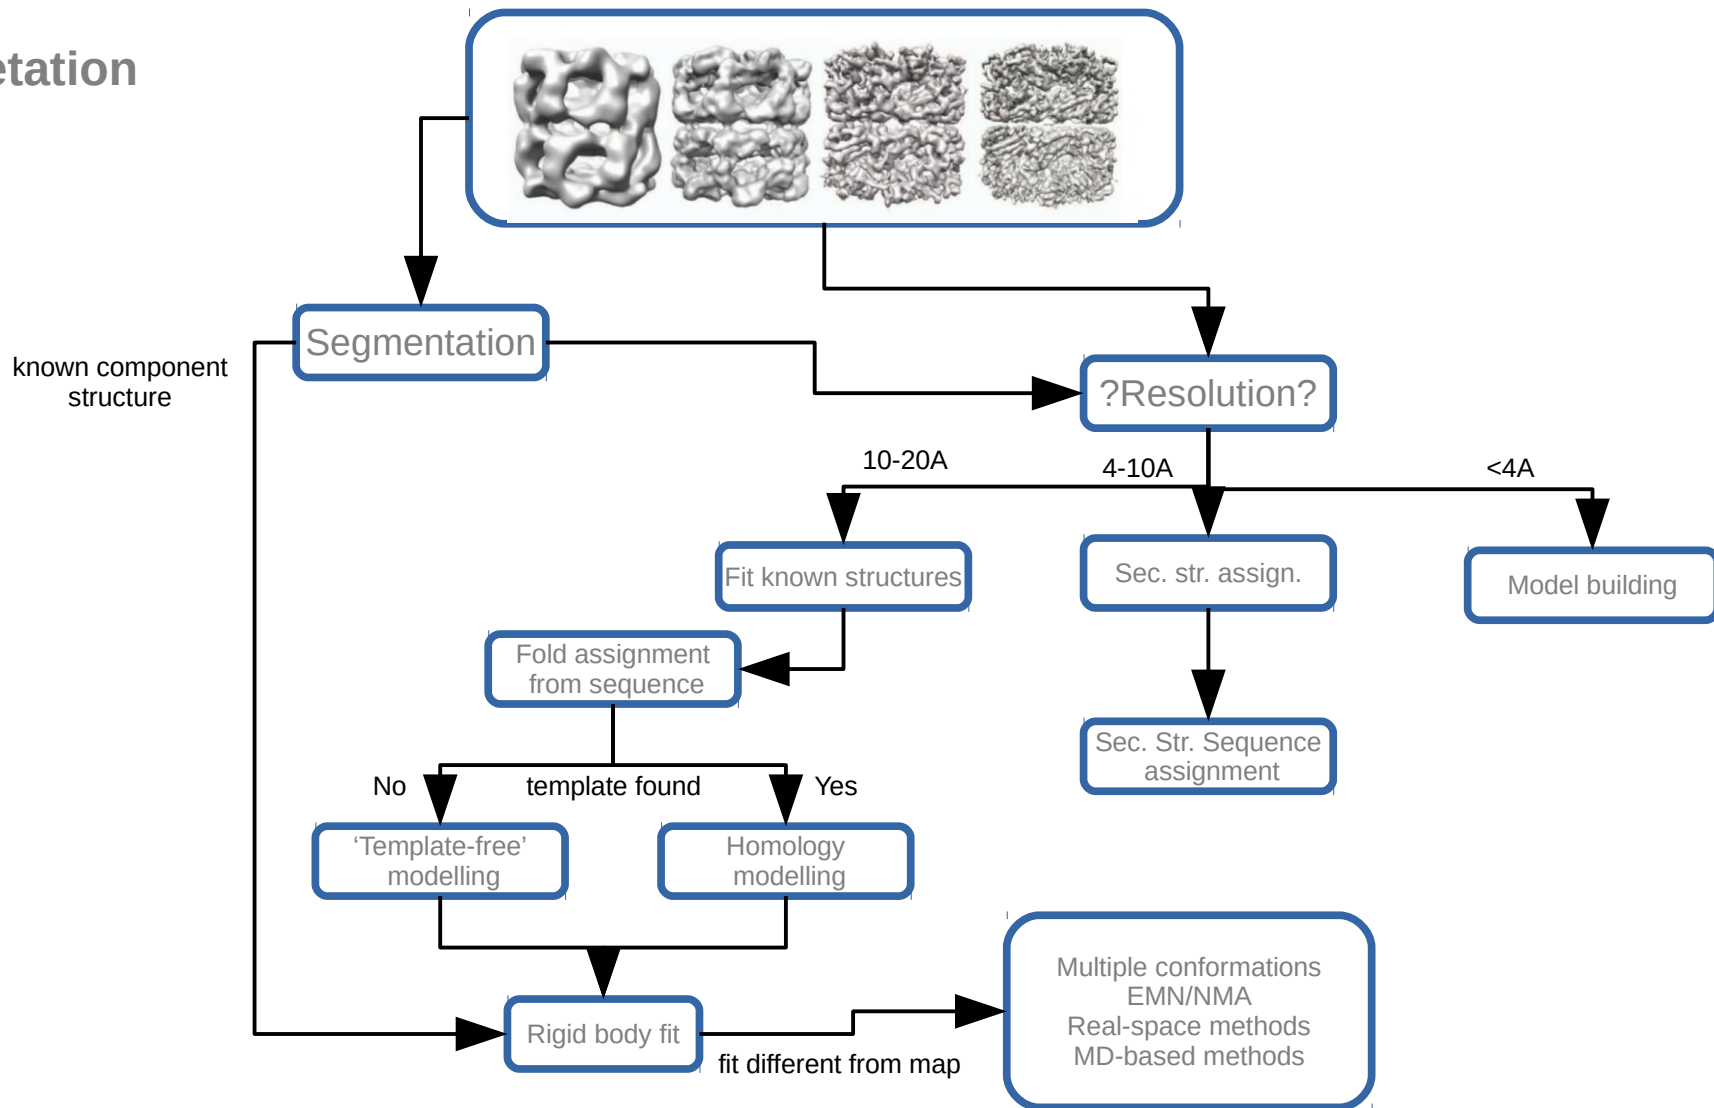 etation
Segmentation
known component
structure
?Resolution?
10-20A
4-10A
<4A
Fit known structures
Sec. str. assign.
Model building
Fold assignment
from sequence
Sec. Str. Sequence
assignment
No
template found
Yes
‘Template-free’
modelling
Homology
modelling
Multiple conformations
EMN/NMA
Real-space methods
MD-based methods
Rigid body fit
fit different from map